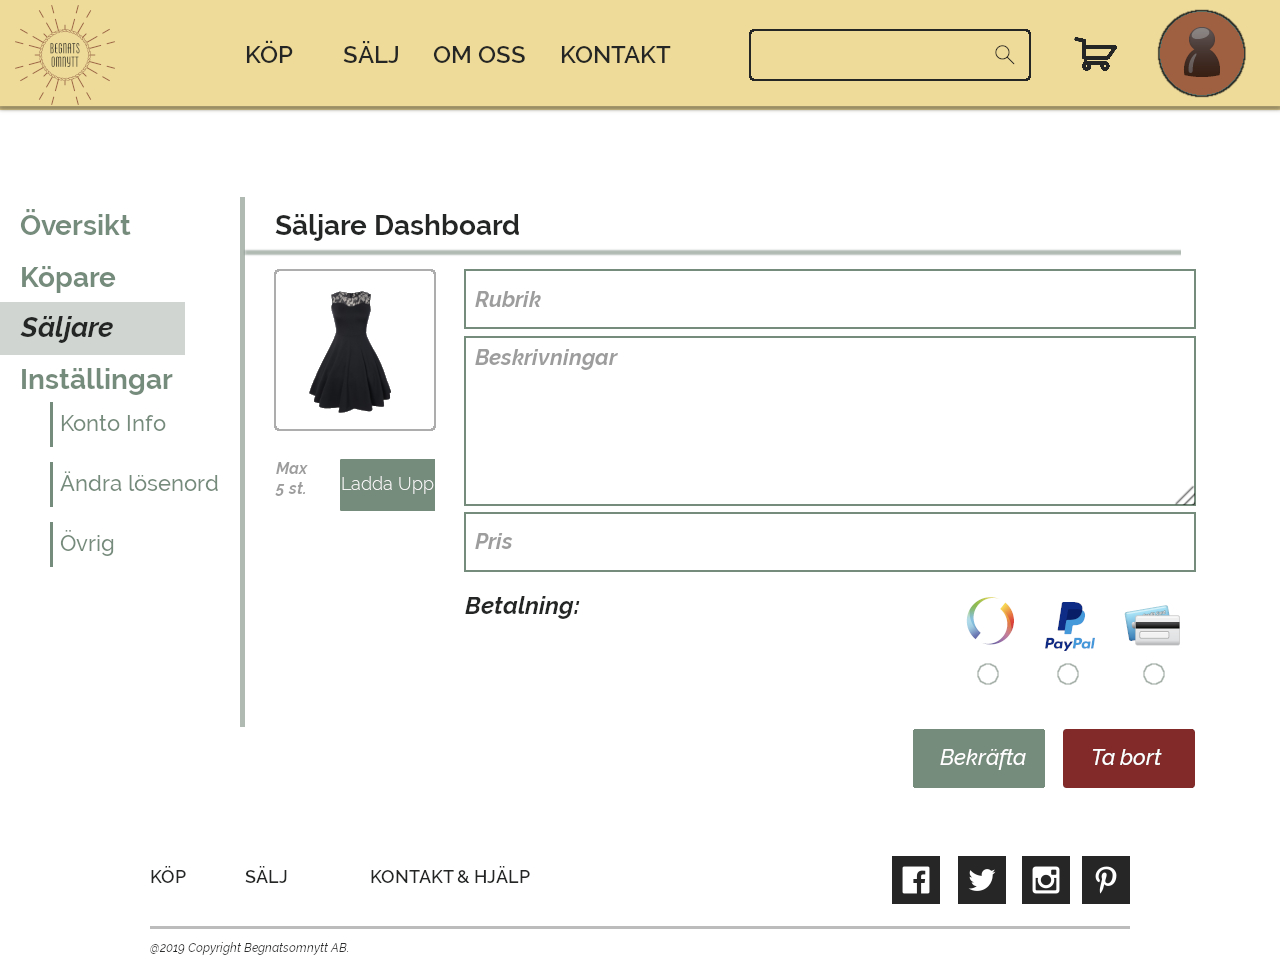 BEGNATS
OMNYTT
KÖP
SÄLJ
OM OSS
KONTAKT
Översikt
Köpare
Säljare
Inställingar
Konto Info
Ändra lösenord
Övrig
Säljare Dashboard
Max
5 st.
Ladda Upp
Rubrik
Beskrivningar
Pris
Betalning:
PayPal
Bekräfta
Ta bort
KÖP
SÄLJ
KONTAKT & HJÄLP
@2019 Copyright Begnatsomnytt AB.